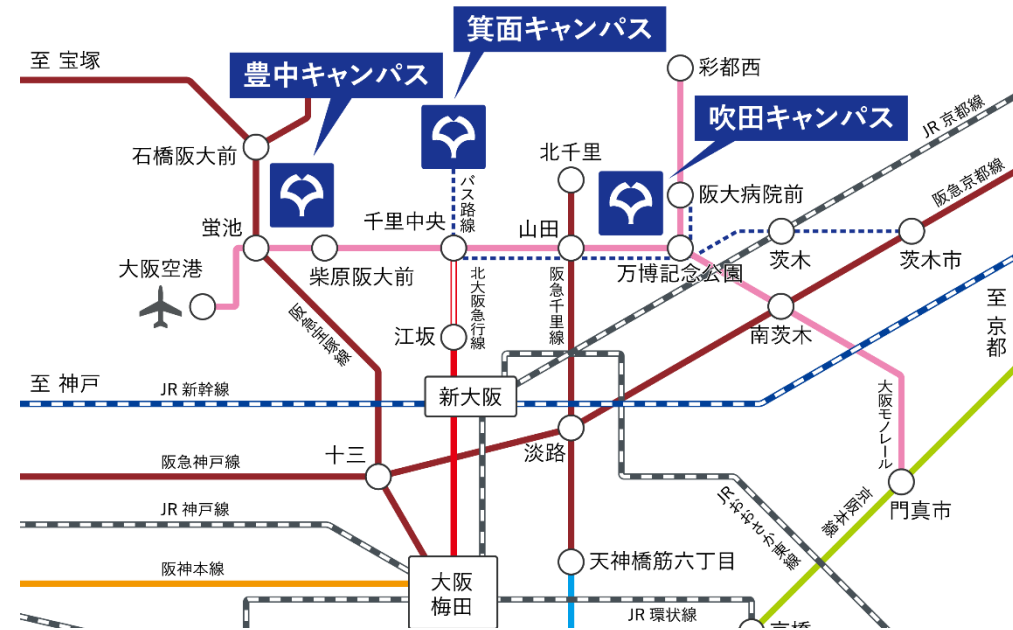 箕面キャンパス
至 宝塚
豊中キャンパス
彩都西
吹田キャンパス
JR 京都線
石橋阪大前
北千里
バス路線
阪大病院前
阪急京都線
千里中央
山田
蛍池
大阪空港
柴原阪大前
万博記念公園
茨木
茨木市
北大阪急行線
阪急千里線
至 京都
阪急宝塚線
江坂
南茨木
至 神戸
JR 新幹線
新大阪
大阪モノレール
十三
淡路
阪急神戸線
JR 神戸線
JR おおさか東線
京阪本線
門真市
阪神本線
大阪
梅田
天神橋筋六丁目
JR 環状線